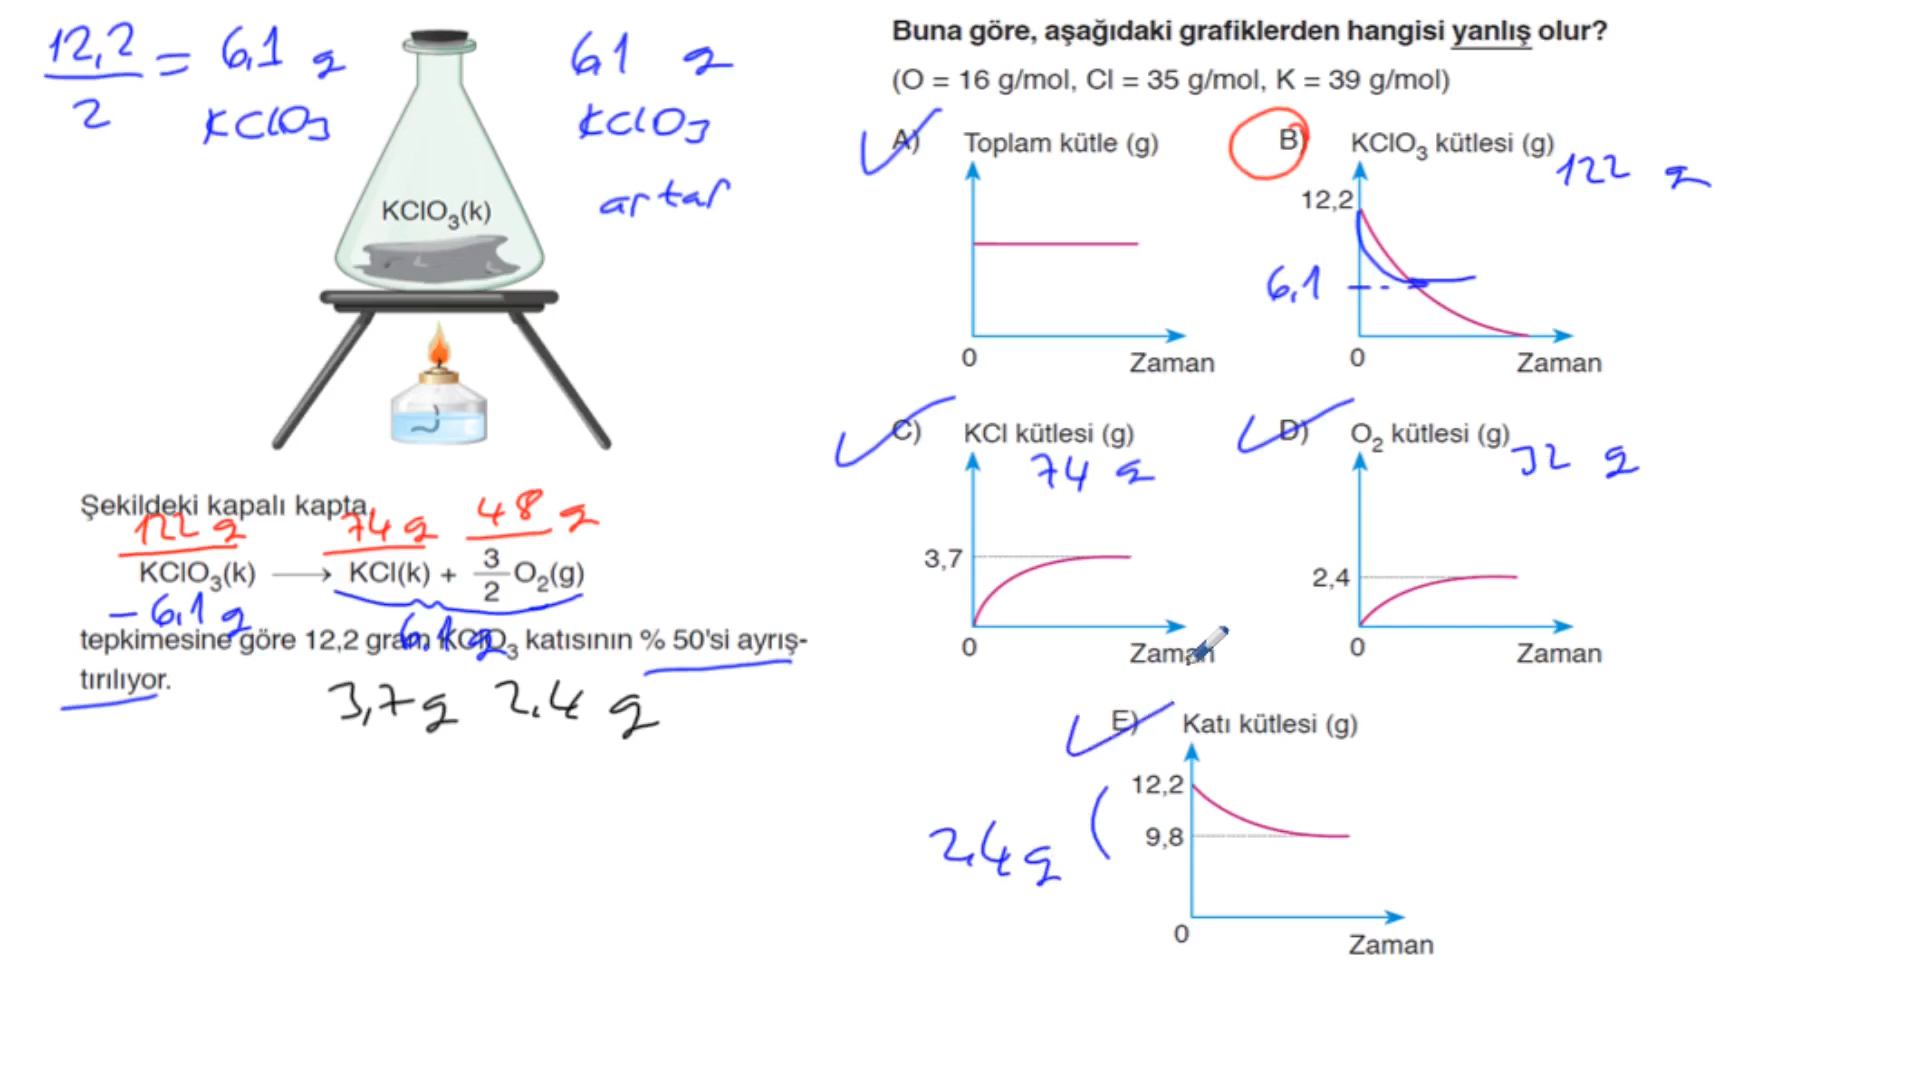 12,2
2
= 6,1 g
KClO3
61 g
KClO3
artar
KClO3(k)
Şekildeki kapalı kapta
122 g 74 g 48 g
KClO3(k) → KCl(k) + 3/2 O2(g)
- 6,1 g 6,1 g
tepkimesine göre 12,2 gram KClO3 katısının % 50'si ayrış-
tırılıyor.
3,7 g 2,4 g
Buna göre, aşağıdaki grafiklerden hangisi yanlış olur?
(O = 16 g/mol, Cl = 35 g/mol, K = 39 g/mol)
A) Toplam kütle (g)
0
Zaman
B) KClO3 kütlesi (g)
122 g
12,2
6,1
0
Zaman
C) KCl kütlesi (g)
74 g
3,7
0
Zaman
D) O2 kütlesi (g)
32 g
2,4
0
Zaman
E) Katı kütlesi (g)
12,2
9,8
2,4 g
0
Zaman